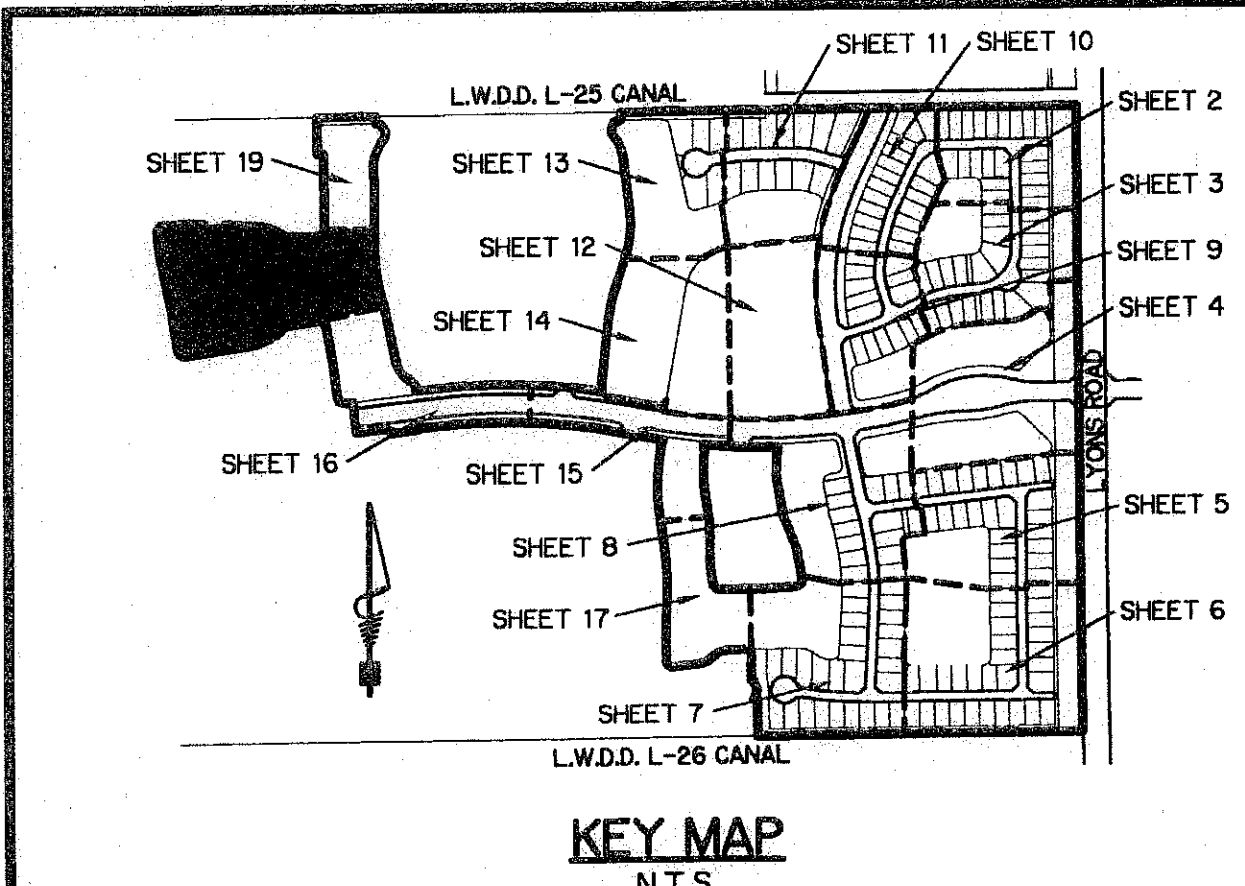 SHEET 11
SHEET 10
L.W.D.D. L-25 CANAL
SHEET 2
SHEET 19
SHEET 13
SHEET 3
SHEET 12
SHEET 9
SHEET 14
SHEET 4
LYONS ROAD
SHEET 16
SHEET 15
SHEET 5
SHEET 8
SHEET 17
SHEET 6
SHEET 7
L.W.D.D. L-26 CANAL
KEY MAP
N.T.S.